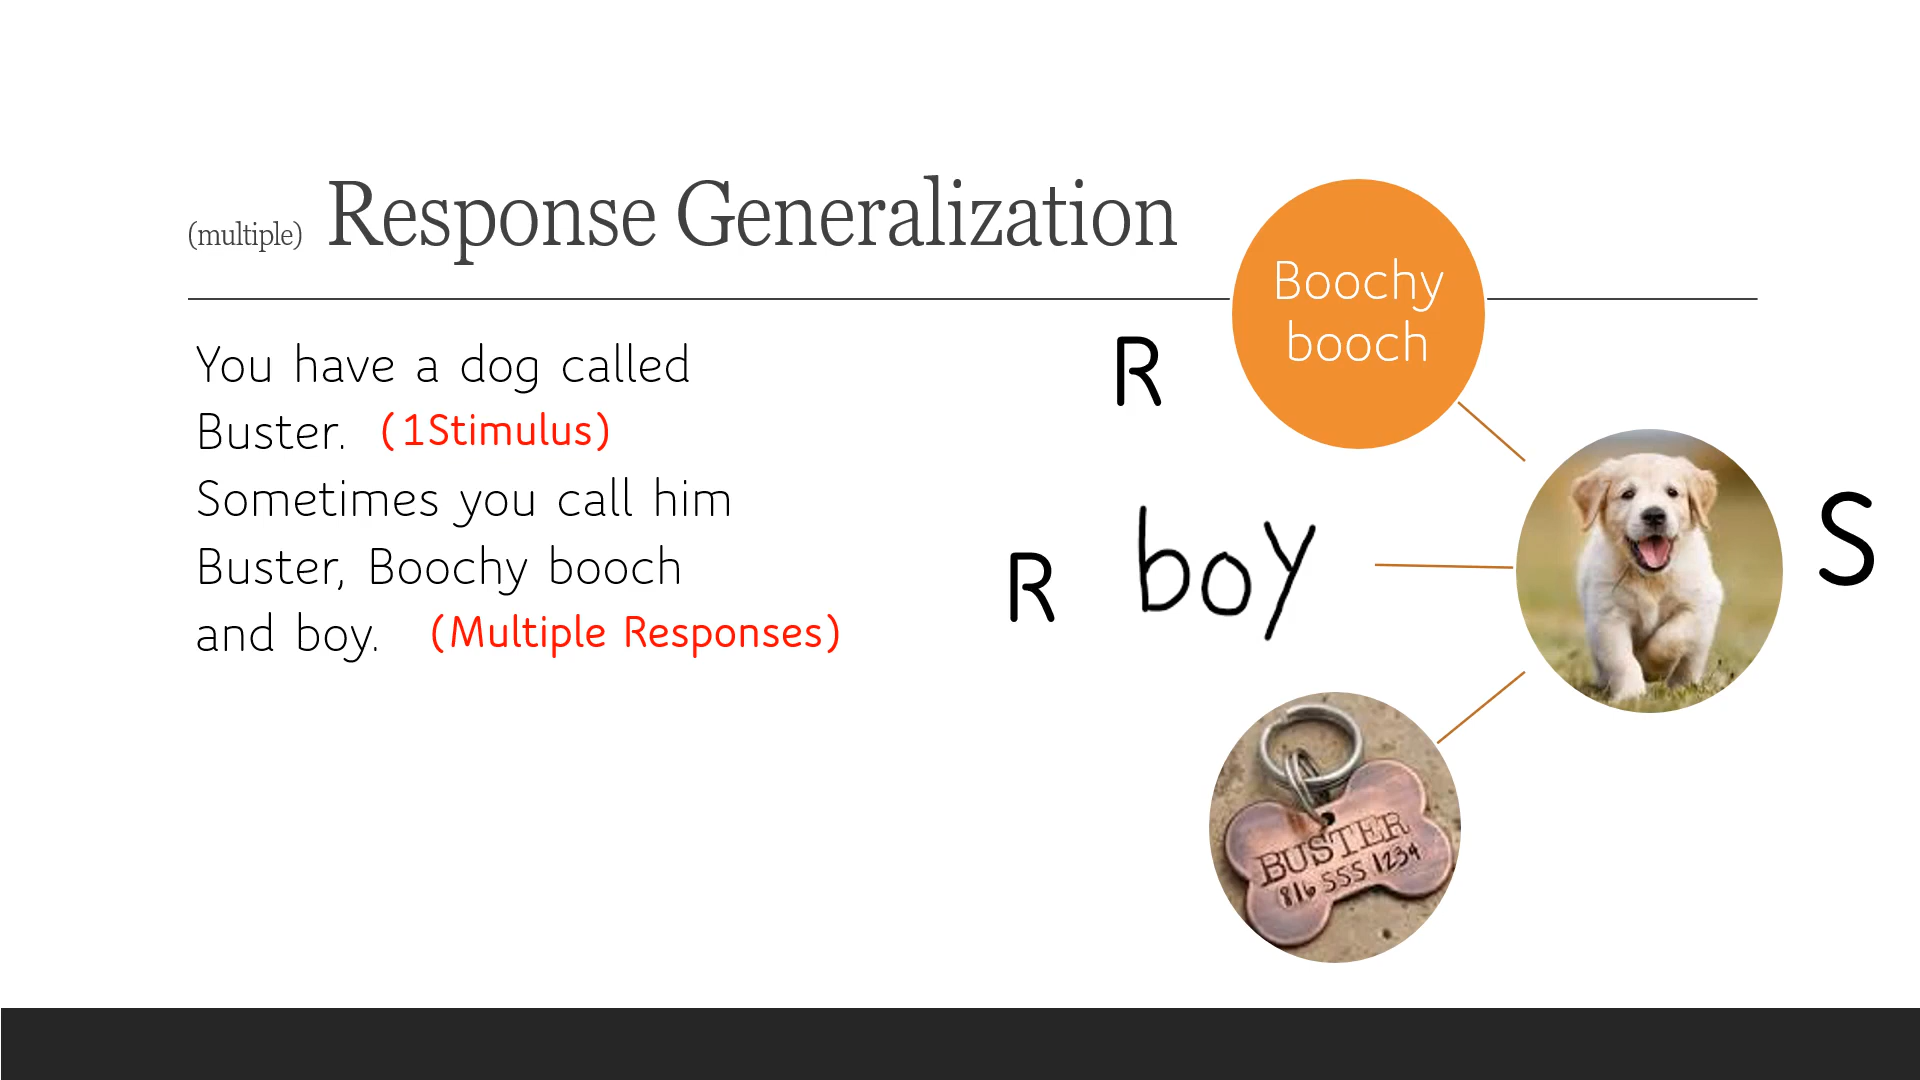 (multiple) Response Generalization
You have a dog called
Buster. (1Stimulus)
Sometimes you call him
Buster, Boochy booch
and boy. (Multiple Responses)
Boochy
booch
R
R boy
S
BUSTER
816 555 1234